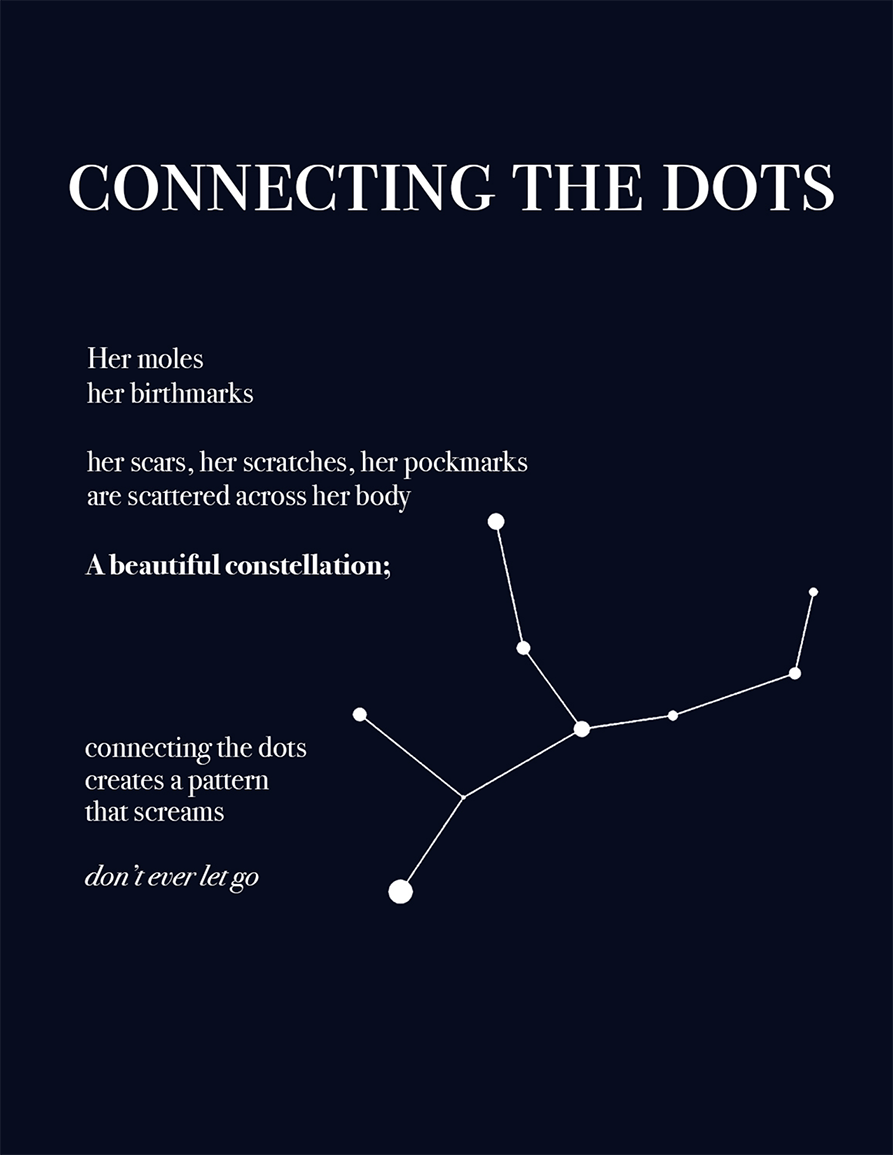 CONNECTING THE DOTS
Her moles
her birthmarks
her scars, her scratches, her pockmarks
are scattered across her body
A beautiful constellation;
connecting the dots
creates a pattern
that screams
don't ever let go